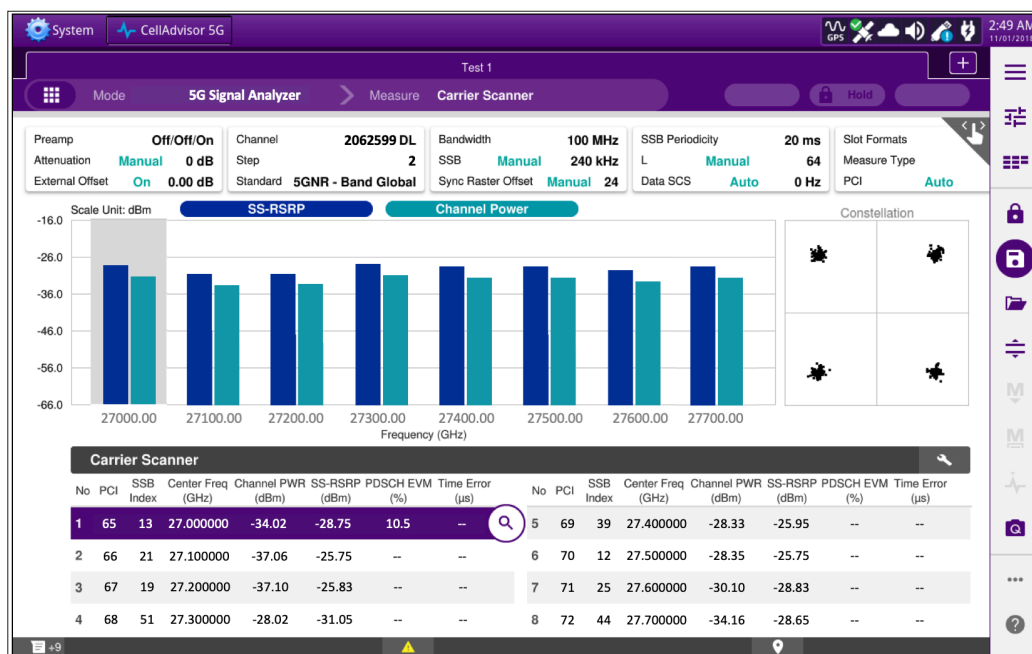 System CellAdvisor 5G GPS 2:49 AM
11/01/201
Test 1 +
Mode 5G Signal Analyzer Measure Carrier Scanner Hold
Preamp Off/Off/On Channel 2062599 DL Bandwidth 100 MHz SSB Periodicity 20 ms Slot Formats
Attenuation Manual 0 dB Step 2 SSB Manual 240 kHz L Manual 64 Measure Type
External Offset On 0.00 dB Standard 5GNR - Band Global Sync Raster Offset Manual 24 Data SCS Auto 0 Hz PCI Auto
Scale Unit: dBm SS-RSRP Channel Power Constellation
-16.0
-26.0
-36.0
-46.0
-56.0
-66.0
27000.00 27100.00 27200.00 27300.00 27400.00 27500.00 27600.00 27700.00
Frequency (GHz)
Carrier Scanner
No PCI SSB Index Center Freq (GHz) Channel PWR (dBm) SS-RSRP (dBm) PDSCH EVM (%) Time Error (µs) No PCI SSB Index Center Freq (GHz) Channel PWR (dBm) SS-RSRP (dBm) PDSCH EVM (%) Time Error (µs)
1 65 13 27.000000 -34.02 -28.75 10.5 -- 5 69 39 27.400000 -28.33 -25.95 -- --
2 66 21 27.100000 -37.06 -25.75 -- -- 6 70 12 27.500000 -28.35 -25.75 -- --
3 67 19 27.200000 -37.10 -25.83 -- -- 7 71 25 27.600000 -30.10 -28.83 -- --
4 68 51 27.300000 -28.02 -31.05 -- -- 8 72 44 27.700000 -34.16 -28.65 -- --
+9
M
M